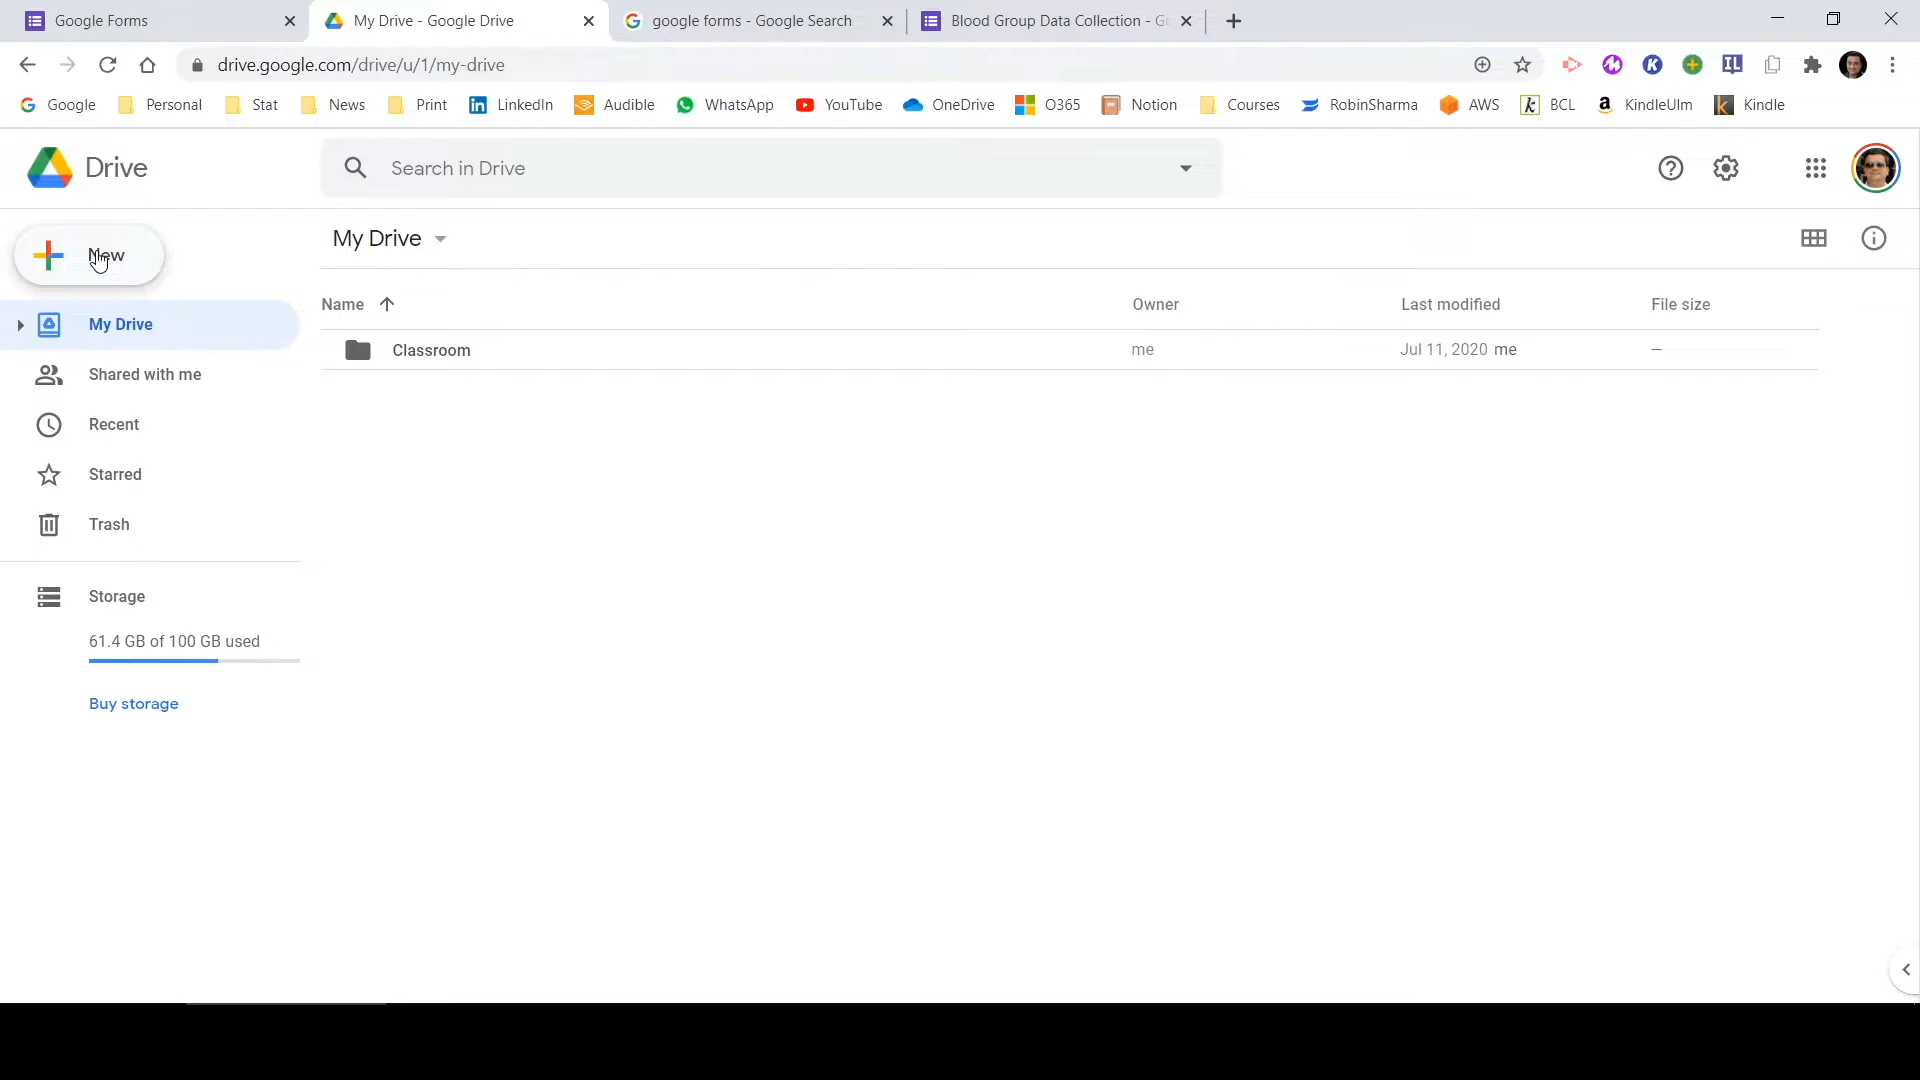 Google Forms
My Drive - Google Drive
google forms - Google Search
Blood Group Data Collection - G
drive.google.com/drive/u/1/my-drive
Google Personal Stat News Print LinkedIn Audible WhatsApp YouTube OneDrive O365 Notion Courses RobinSharma AWS BCL KindleUlm Kindle
Drive
Search in Drive
New
My Drive
Name Owner Last modified File size
Classroom me Jul 11, 2020 me —
My Drive
Shared with me
Recent
Starred
Trash
Storage
61.4 GB of 100 GB used
Buy storage